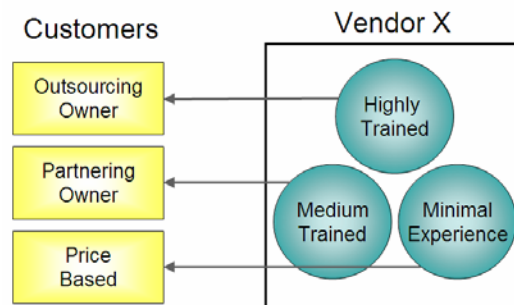 Customers
Vendor X
Outsourcing
Owner
Highly
Trained
Partnering
Owner
Medium
Trained
Minimal
Experience
Price
Based